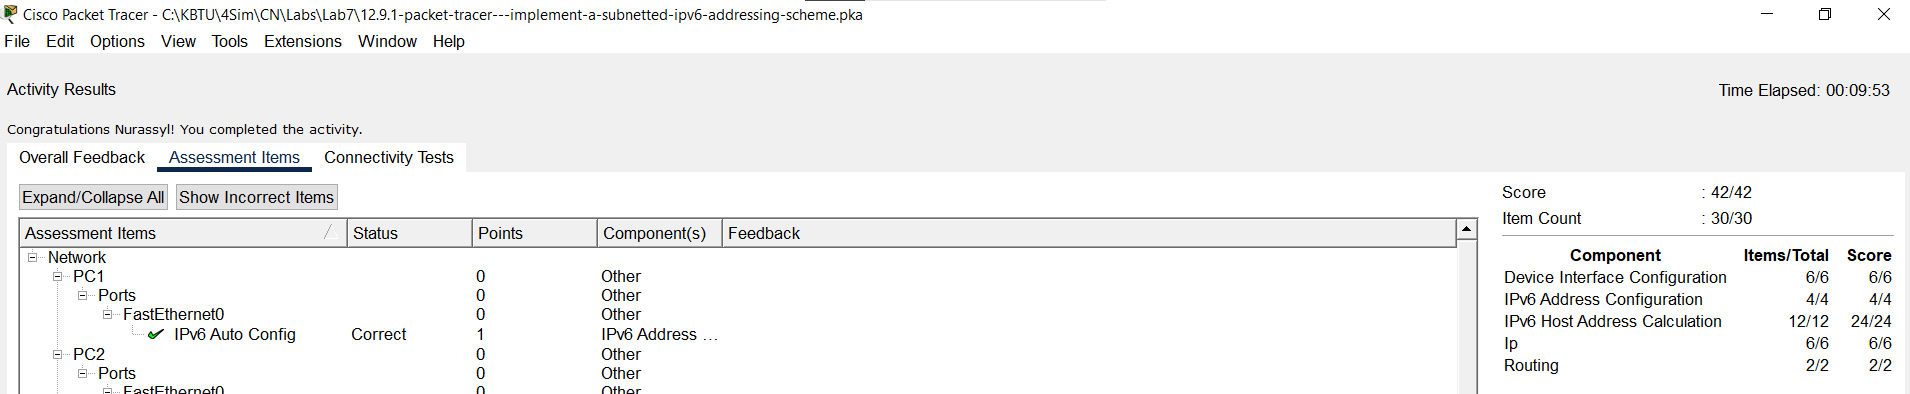 Cisco Packet Tracer - C:\KBTU\4Sim\CN\Labs\Lab7\12.9.1-packet-tracer---implement-a-subnetted-ipv6-addressing-scheme.pka
File Edit Options View Tools Extensions Window Help
Activity Results
Time Elapsed: 00:09:53
Congratulations Nurassyl! You completed the activity.
Overall Feedback Assessment Items Connectivity Tests
Expand/Collapse All Show Incorrect Items
Assessment Items Status Points Component(s) Feedback
Network
PC1 0 Other
Ports 0 Other
FastEthernet0 0 Other
IPv6 Auto Config Correct 1 IPv6 Address ...
PC2 0 Other
Ports 0 Other
FastEthernet0 0 Other
Score : 42/42
Item Count : 30/30
Component Items/Total Score
Device Interface Configuration 6/6 6/6
IPv6 Address Configuration 4/4 4/4
IPv6 Host Address Calculation 12/12 24/24
Ip 6/6 6/6
Routing 2/2 2/2